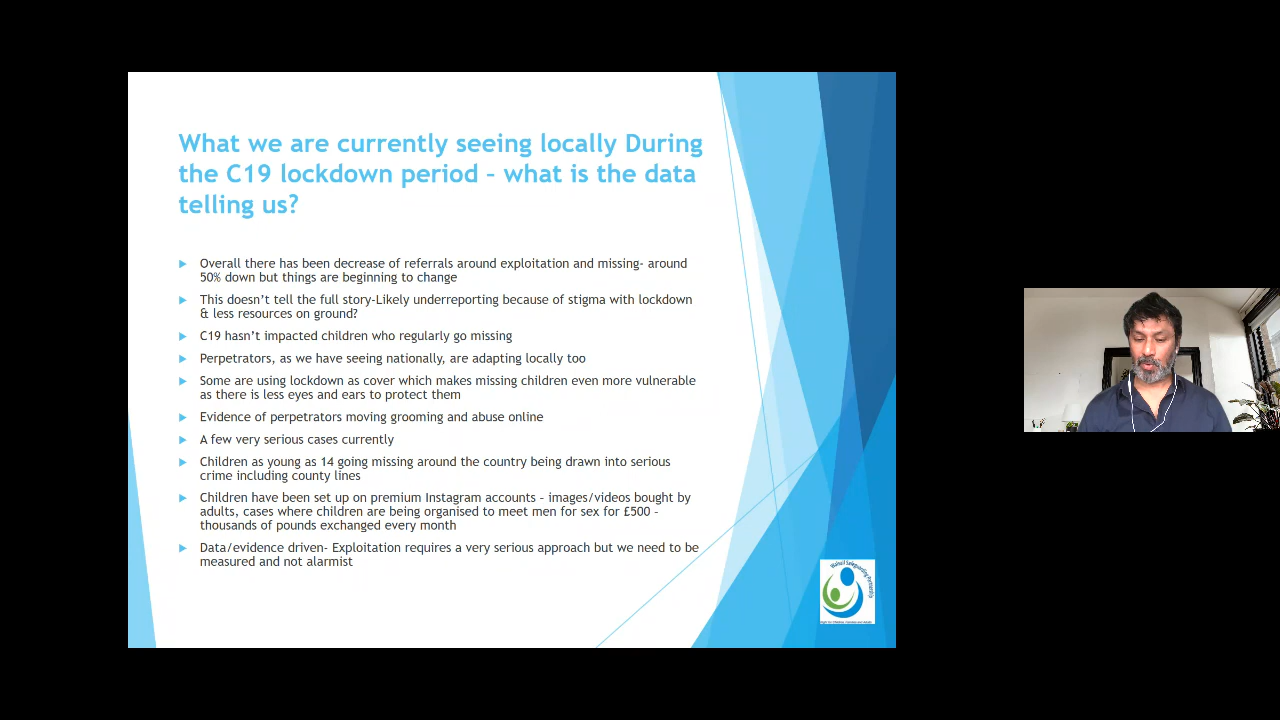 What we are currently seeing locally During
the C19 lockdown period – what is the data
telling us?
Overall there has been decrease of referrals around exploitation and missing- around
50% down but things are beginning to change
This doesn't tell the full story-Likely underreporting because of stigma with lockdown
& less resources on ground?
C19 hasn't impacted children who regularly go missing
Perpetrators, as we have seeing nationally, are adapting locally too
Some are using lockdown as cover which makes missing children even more vulnerable
as there is less eyes and ears to protect them
Evidence of perpetrators moving grooming and abuse online
A few very serious cases currently
Children as young as 14 going missing around the country being drawn into serious
crime including county lines
Children have been set up on premium Instagram accounts – images/videos bought by
adults, cases where children are being organised to meet men for sex for £500 –
thousands of pounds exchanged every month
Data/evidence driven- Exploitation requires a very serious approach but we need to be
measured and not alarmist
Walsall Safeguarding Partnership